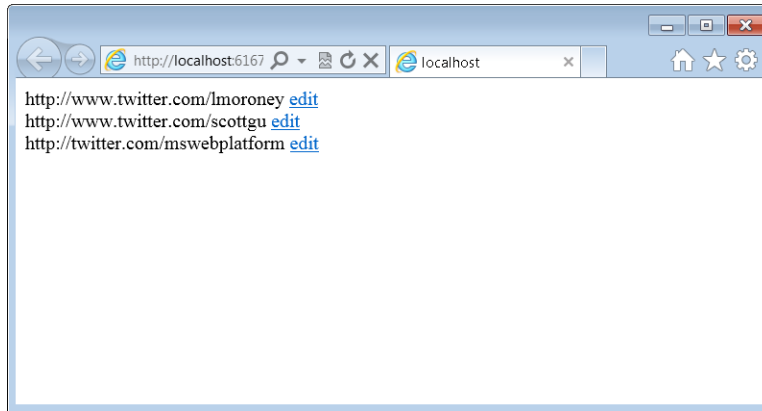 http://localhost:6167
localhost
http://www.twitter.com/lmoroney edit
http://www.twitter.com/scottgu edit
http://twitter.com/mswebplatform edit